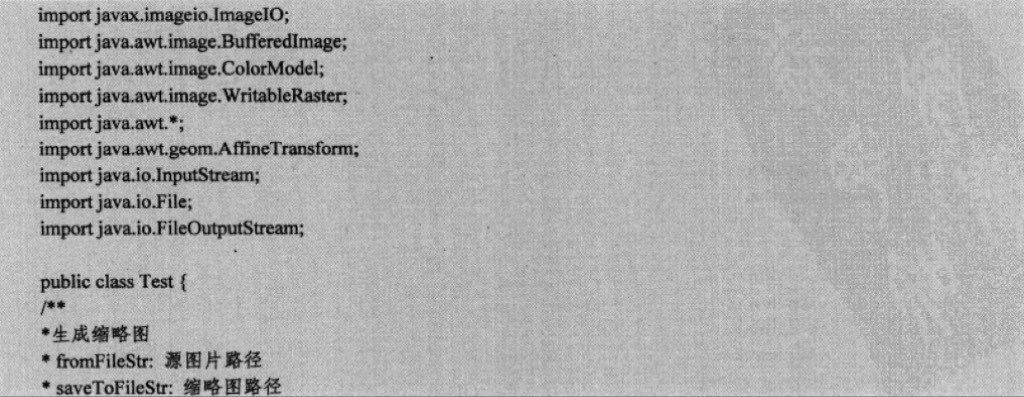 import javax.imageio.ImageIO;
import java.awt.image.BufferedImage;
import java.awt.image.ColorModel;
import java.awt.image.WritableRaster;
import java.awt.*;
import java.awt.geom.AffineTransform;
import java.io.InputStream;
import java.io.File;
import java.io.FileOutputStream;
public class Test {
/**
*生成缩略图
* fromFileStr: 源图片路径
* saveToFileStr: 缩略图路径